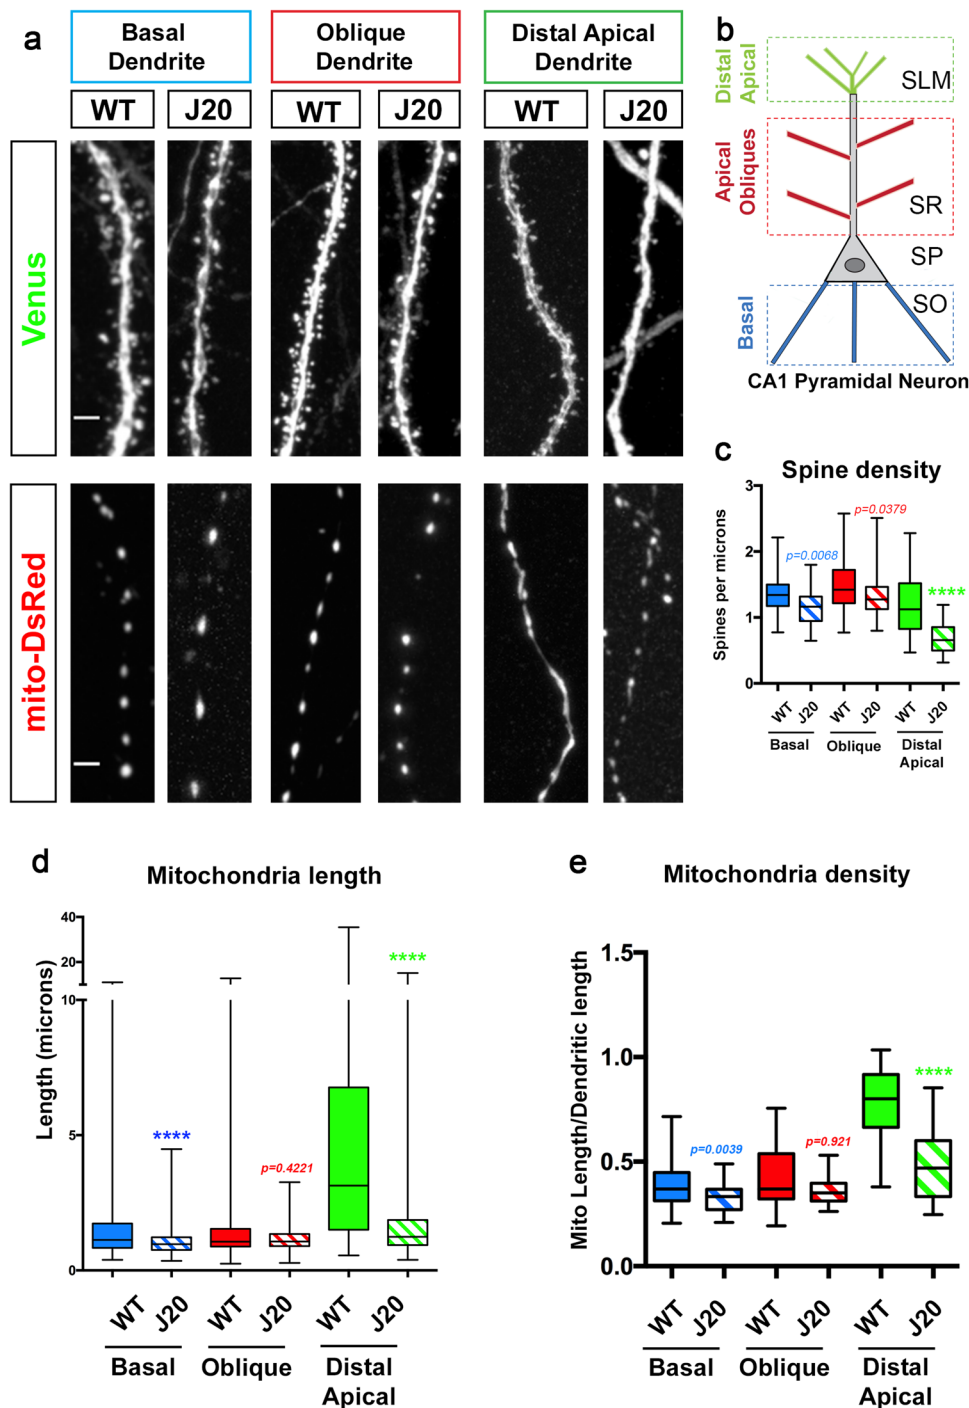 a
Basal
Dendrite
Oblique
Dendrite
Distal Apical
Dendrite
WT
J20
WT
J20
WT
J20
Venus
mito-DsRed
b
Distal
Apical
SLM
Apical
Obliques
SR
SP
Basal
SO
CA1 Pyramidal Neuron
c
Spine density
Spines per microns
3
2
1
0
p=0.0068
p=0.0379
****
WT
J20
WT
J20
WT
J20
Basal
Oblique
Distal
Apical
d
Mitochondria length
Length (microns)
40
20
10
5
0
****
p=0.4221
****
WT
J20
WT
J20
WT
J20
Basal
Oblique
Distal
Apical
e
Mitochondria density
Mito Length/Dendritic length
1.5
1.0
0.5
0.0
p=0.0039
p=0.921
****
WT
J20
WT
J20
WT
J20
Basal
Oblique
Distal
Apical